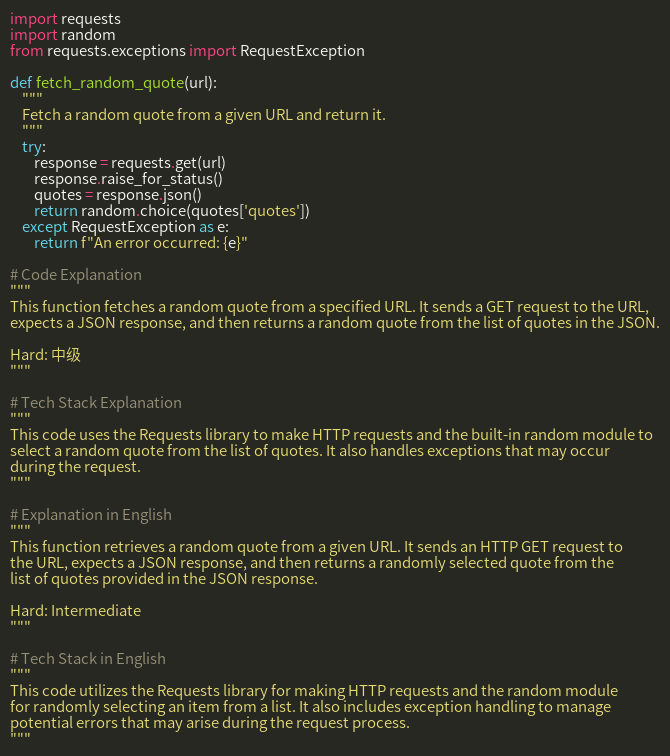 import requests
import random
from requests.exceptions import RequestException
def fetch_random_quote(url):
"""
Fetch a random quote from a given URL and return it.
"""
try:
response = requests.get(url)
response.raise_for_status()
quotes = response.json()
return random.choice(quotes['quotes'])
except RequestException as e:
return f"An error occurred: {e}"
# Code Explanation
"""
This function fetches a random quote from a specified URL. It sends a GET request to the URL,
expects a JSON response, and then returns a random quote from the list of quotes in the JSON.
Hard: 中级
"""
# Tech Stack Explanation
"""
This code uses the Requests library to make HTTP requests and the built-in random module to
select a random quote from the list of quotes. It also handles exceptions that may occur
during the request.
"""
# Explanation in English
"""
This function retrieves a random quote from a given URL. It sends an HTTP GET request to
the URL, expects a JSON response, and then returns a randomly selected quote from the
list of quotes provided in the JSON response.
Hard: Intermediate
"""
# Tech Stack in English
"""
This code utilizes the Requests library for making HTTP requests and the random module
for randomly selecting an item from a list. It also includes exception handling to manage
potential errors that may arise during the request process.
"""